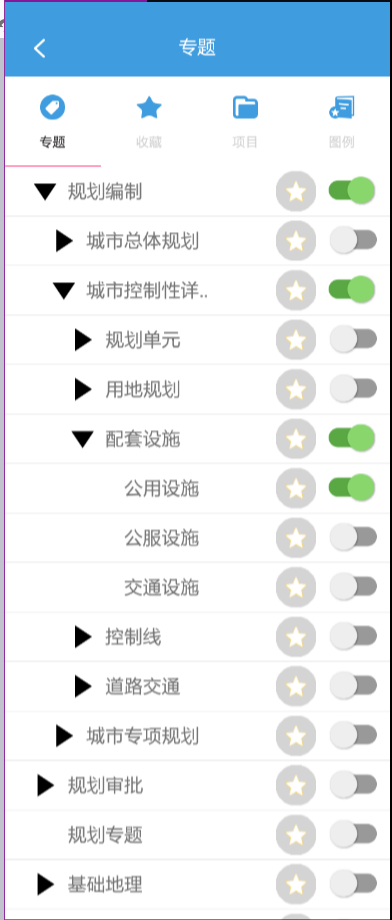 专题
专题
收藏
项目
图例
规划编制
城市总体规划
城市控制性详..
规划单元
用地规划
配套设施
公用设施
公服设施
交通设施
控制线
道路交通
城市专项规划
规划审批
规划专题
基础地理